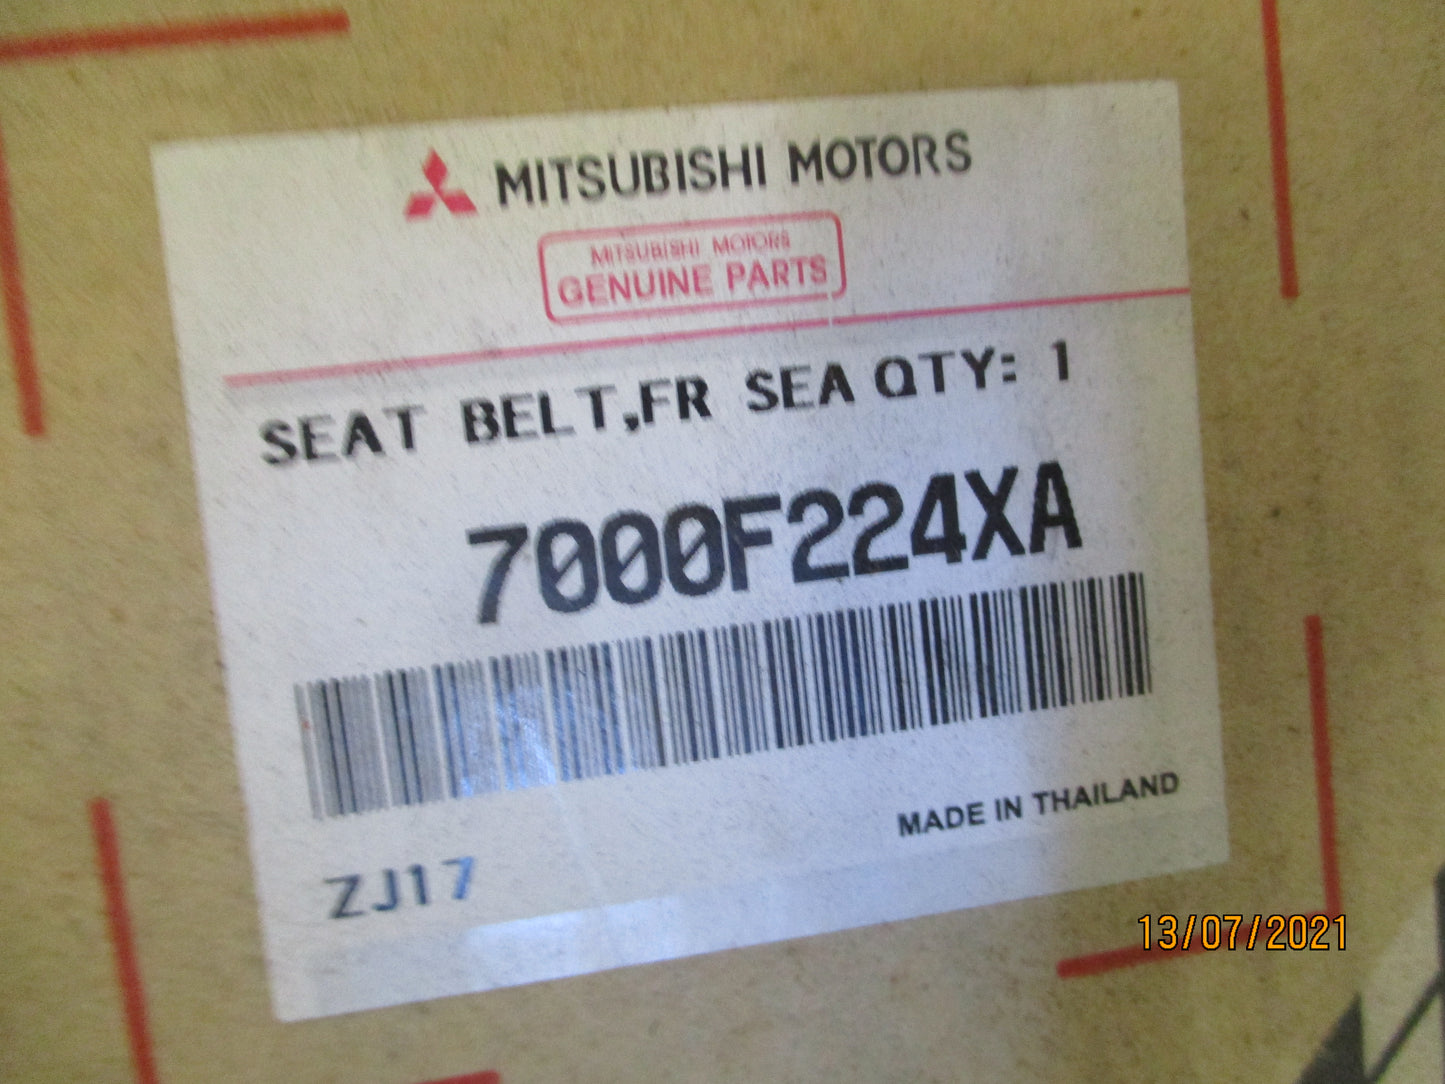 MITSUBISHI MOTORS
MITSUBISHI MOTORS
GENUINE PARTS
SEAT BELT,FR SEA QTY: 1
7000F224XA
MADE IN THAILAND
ZJ17
13/07/2021